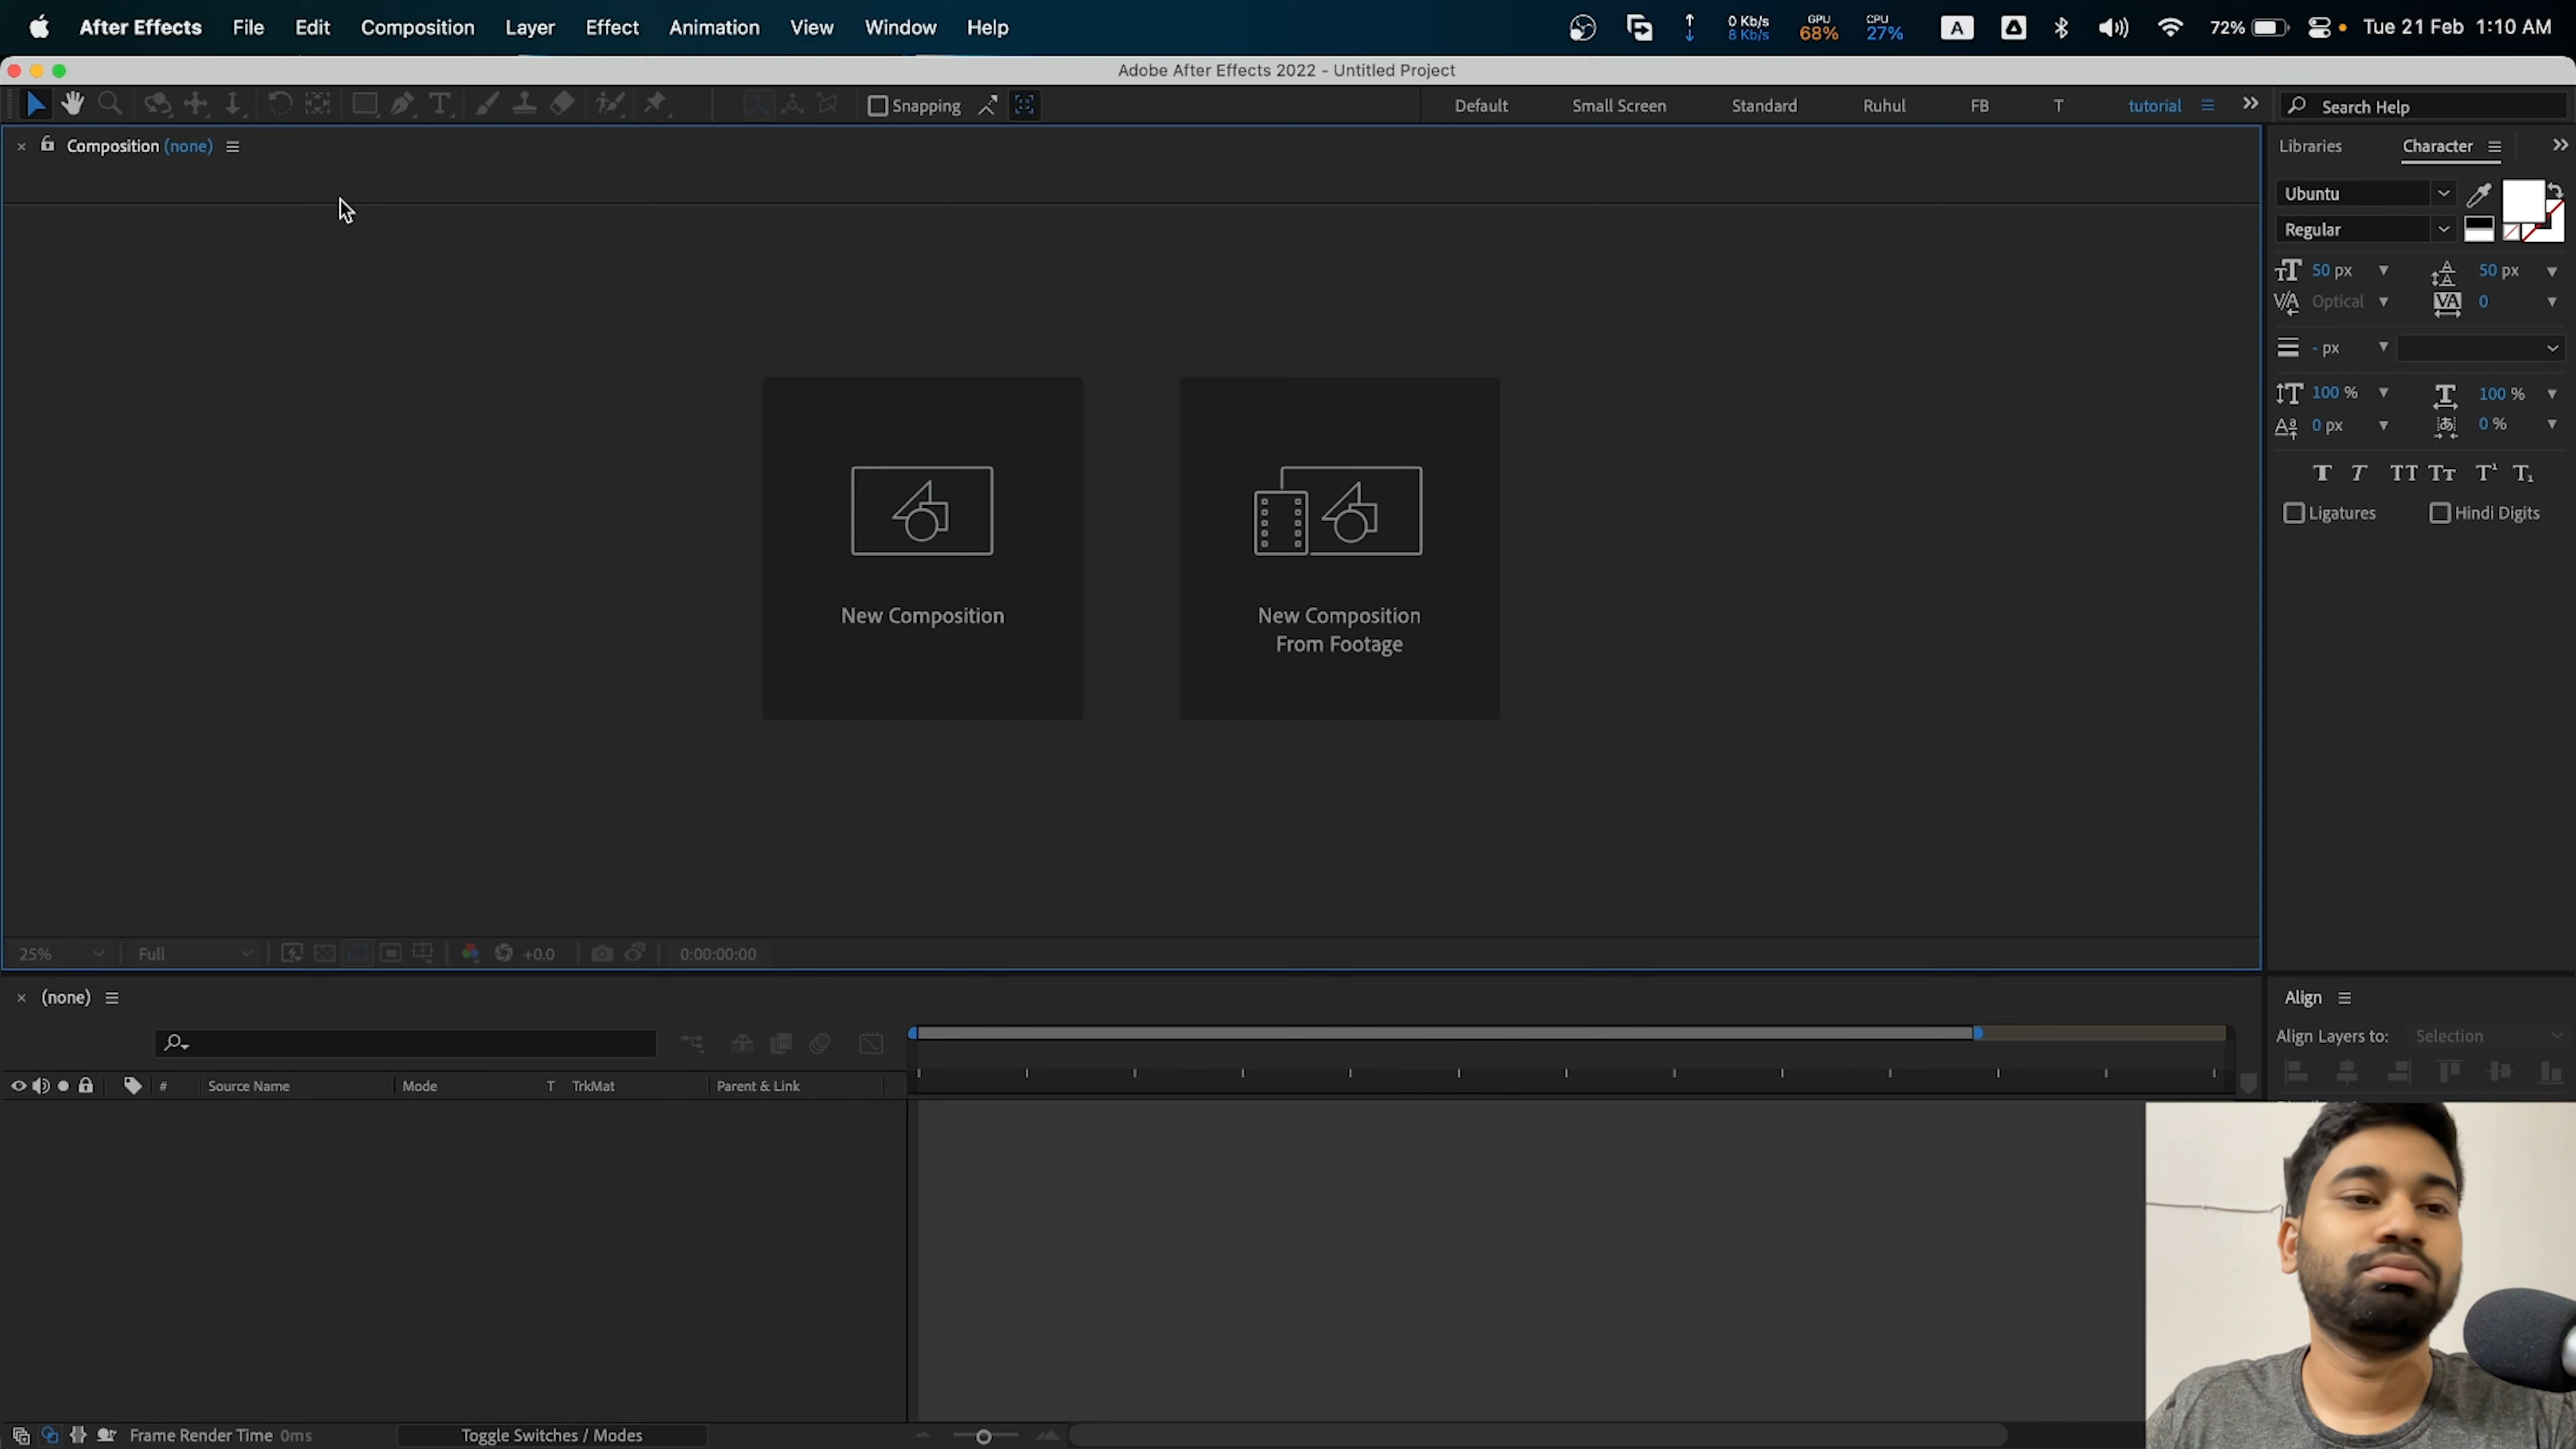 After Effects File Edit Composition Layer Effect Animation View Window Help 0 Kb/s 8 Kb/s GPU 68% CPU 27% A 72% Tue 21 Feb 1:10 AM
Adobe After Effects 2022 - Untitled Project
Snapping Default Small Screen Standard Ruhul FB T tutorial Search Help
Composition (none) Libraries Character
Ubuntu
Regular
50 px 50 px
Optical 0
- px
100 % 100 %
0 px 0 %
T T TT Tт T¹ T₁
Ligatures Hindi Digits
New Composition
New Composition
From Footage
25% Full +0.0 0:00:00:00
(none) Align
Align Layers to: Selection
# Source Name Mode T TrkMat Parent & Link
Frame Render Time 0ms Toggle Switches / Modes